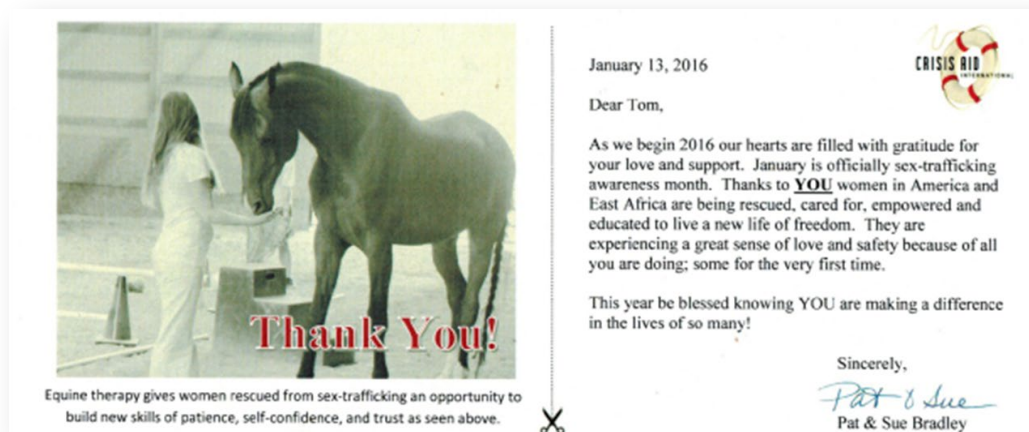 Thank You!
Equine therapy gives women rescued from sex-trafficking an opportunity to
build new skills of patience, self-confidence, and trust as seen above.
CRISIS AID
INTERNATIONAL
January 13, 2016
Dear Tom,
As we begin 2016 our hearts are filled with gratitude for
your love and support.  January is officially sex-trafficking
awareness month.  Thanks to YOU women in America and
East Africa are being rescued, cared for, empowered and
educated to live a new life of freedom.  They are
experiencing a great sense of love and safety because of all
you are doing; some for the very first time.
This year be blessed knowing YOU are making a difference
in the lives of so many!
Sincerely,
Pat & Sue
Pat & Sue Bradley